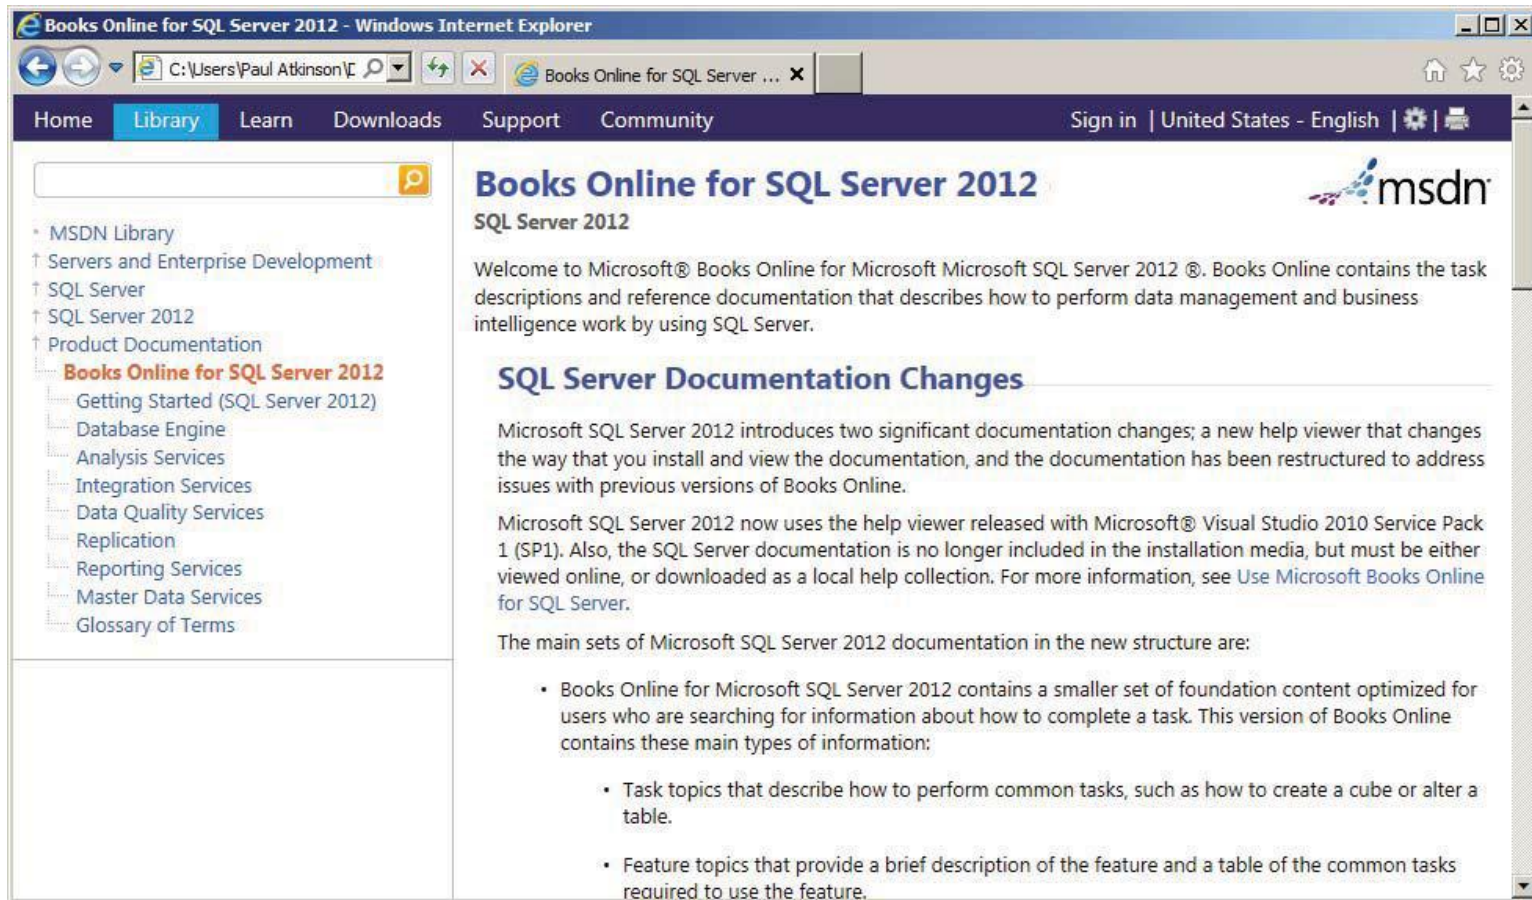 Books Online for SQL Server 2012 - Windows Internet Explorer
C:\Users\Paul Atkinson\
Books Online for SQL Server ...
Home Library Learn Downloads Support Community Sign in | United States - English |
Books Online for SQL Server 2012
msdn
SQL Server 2012
MSDN Library
Servers and Enterprise Development
SQL Server
SQL Server 2012
Product Documentation
Books Online for SQL Server 2012
Getting Started (SQL Server 2012)
Database Engine
Analysis Services
Integration Services
Data Quality Services
Replication
Reporting Services
Master Data Services
Glossary of Terms
Welcome to Microsoft® Books Online for Microsoft Microsoft SQL Server 2012 ®. Books Online contains the task
descriptions and reference documentation that describes how to perform data management and business
intelligence work by using SQL Server.
SQL Server Documentation Changes
Microsoft SQL Server 2012 introduces two significant documentation changes; a new help viewer that changes
the way that you install and view the documentation, and the documentation has been restructured to address
issues with previous versions of Books Online.
Microsoft SQL Server 2012 now uses the help viewer released with Microsoft® Visual Studio 2010 Service Pack
1 (SP1). Also, the SQL Server documentation is no longer included in the installation media, but must be either
viewed online, or downloaded as a local help collection. For more information, see Use Microsoft Books Online
for SQL Server.
The main sets of Microsoft SQL Server 2012 documentation in the new structure are:
• Books Online for Microsoft SQL Server 2012 contains a smaller set of foundation content optimized for
users who are searching for information about how to complete a task. This version of Books Online
contains these main types of information:
• Task topics that describe how to perform common tasks, such as how to create a cube or alter a
table.
• Feature topics that provide a brief description of the feature and a table of the common tasks
required to use the feature.